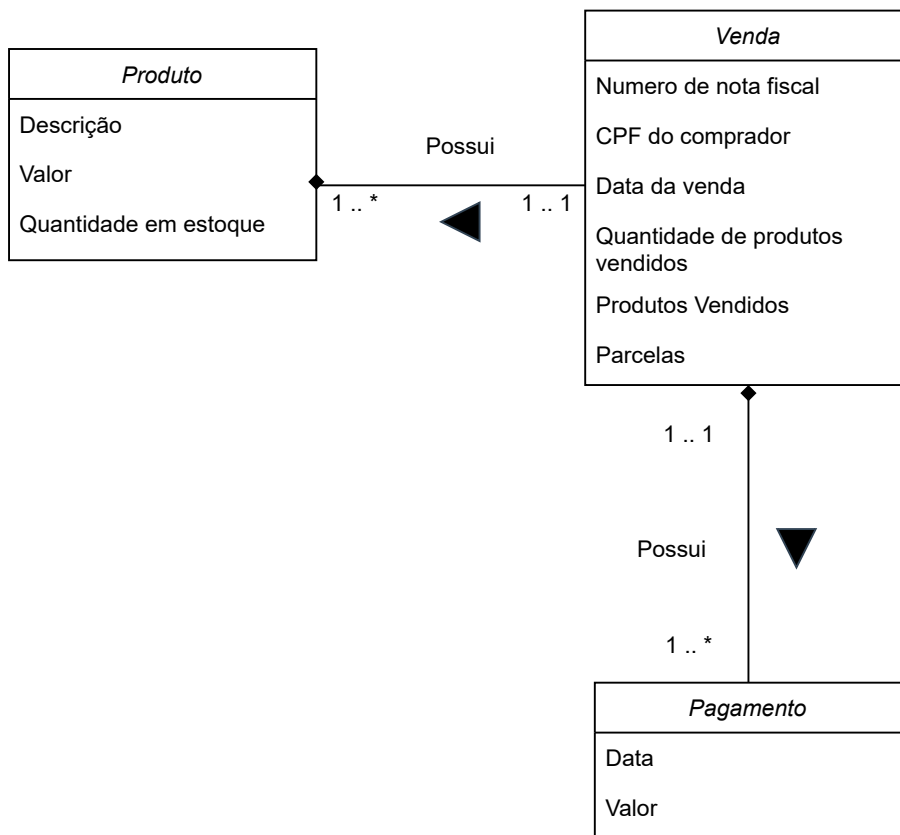 Produto
Descrição
Valor
Quantidade em estoque
Possui
1 .. *
1 .. 1
Venda
Numero de nota fiscal
CPF do comprador
Data da venda
Quantidade de produtos
vendidos
Produtos Vendidos
Parcelas
1 .. 1
Possui
1 .. *
Pagamento
Data
Valor